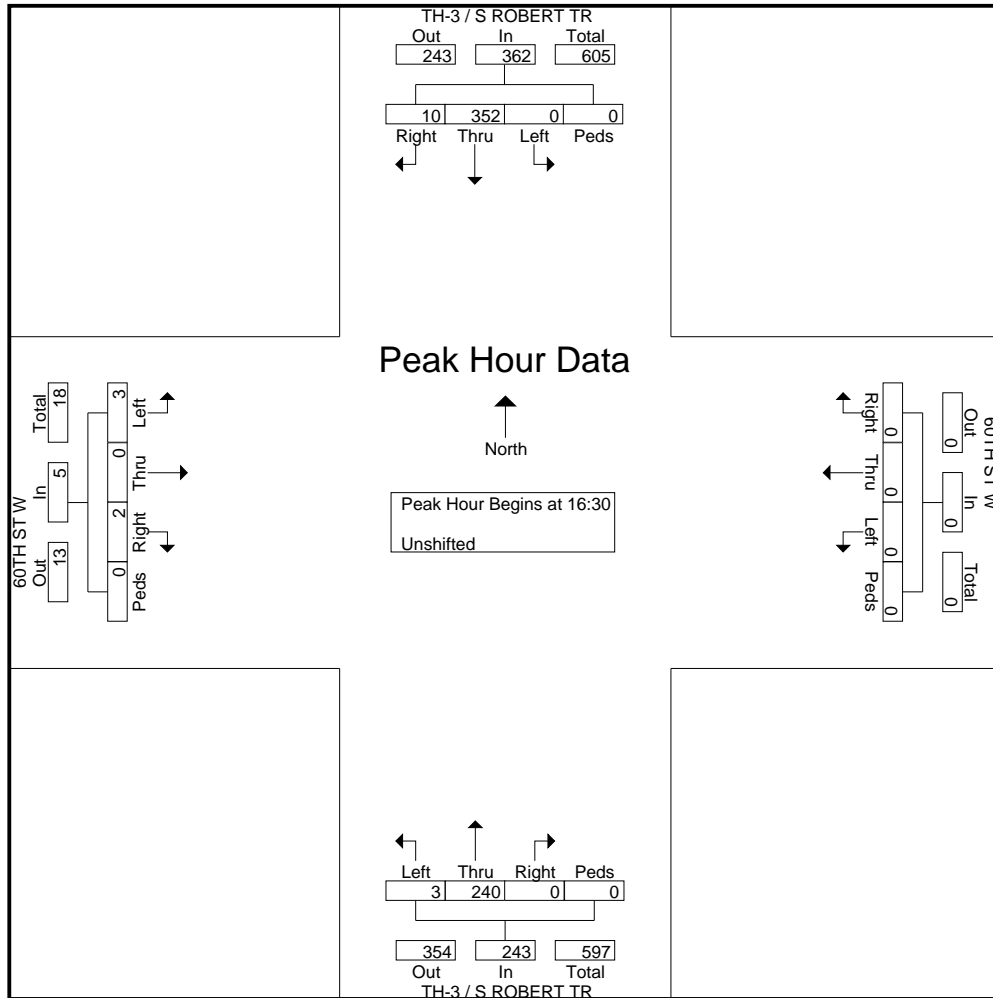 TH-3 / S ROBERT TR
Out In Total
243 362 605
10 352 0 0
Right Thru Left Peds
Peak Hour Data
North
Peak Hour Begins at 16:30
Unshifted
60TH ST W
Total In Out
18 5 13
3 0 2 0
Left Thru Right Peds
60TH ST W
Out In Total
0 0 0
0 0 0 0
Right Thru Left Peds
Left Thru Right Peds
3 240 0 0
354 243 597
Out In Total
TH-3 / S ROBERT TR